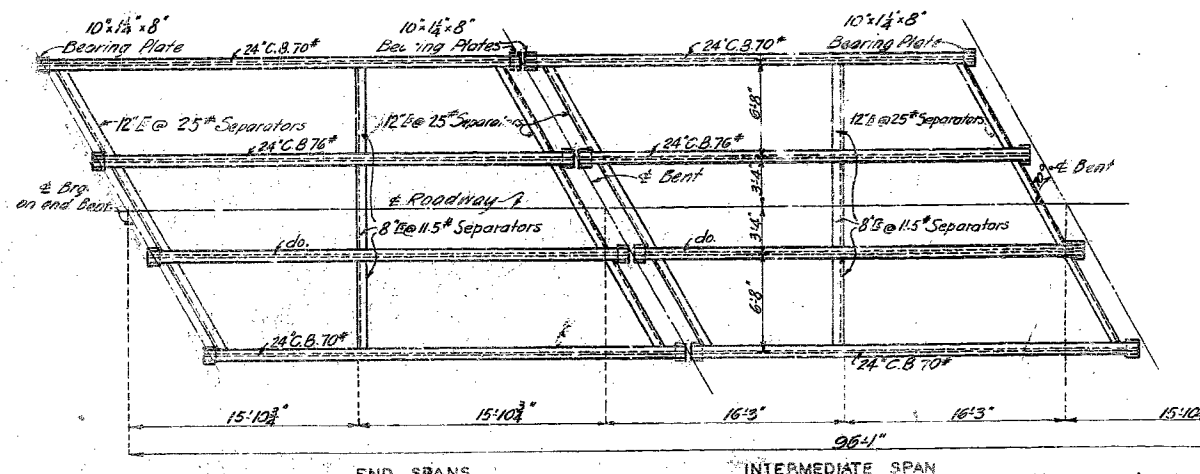 10"x1¼"x8"
Bearing Plate
24"C.B.70#
10"x1¼"x8"
Bearing Plates
24"C.B.70#
10"x1¼"x8"
Bearing Plate
12"[ @ 25# Separators
12"[ @ 25# Separators
6'-8"
12"[ @ 25# Separators
24"C.B.76#
24"C.B.76#
3'-4"
℄ Bent
℄ Bent
℄ Brg.
on end Bent
℄ Roadway
3'-4"
8"[ @ 11.5# Separators
8"[ @ 11.5# Separators
do.
do.
6'-8"
24"C.B.70#
24"C.B.70#
15'-10¾"
15'-10¾"
16'-3"
16'-3"
15'-10
96'-1"
END SPANS
INTERMEDIATE SPAN